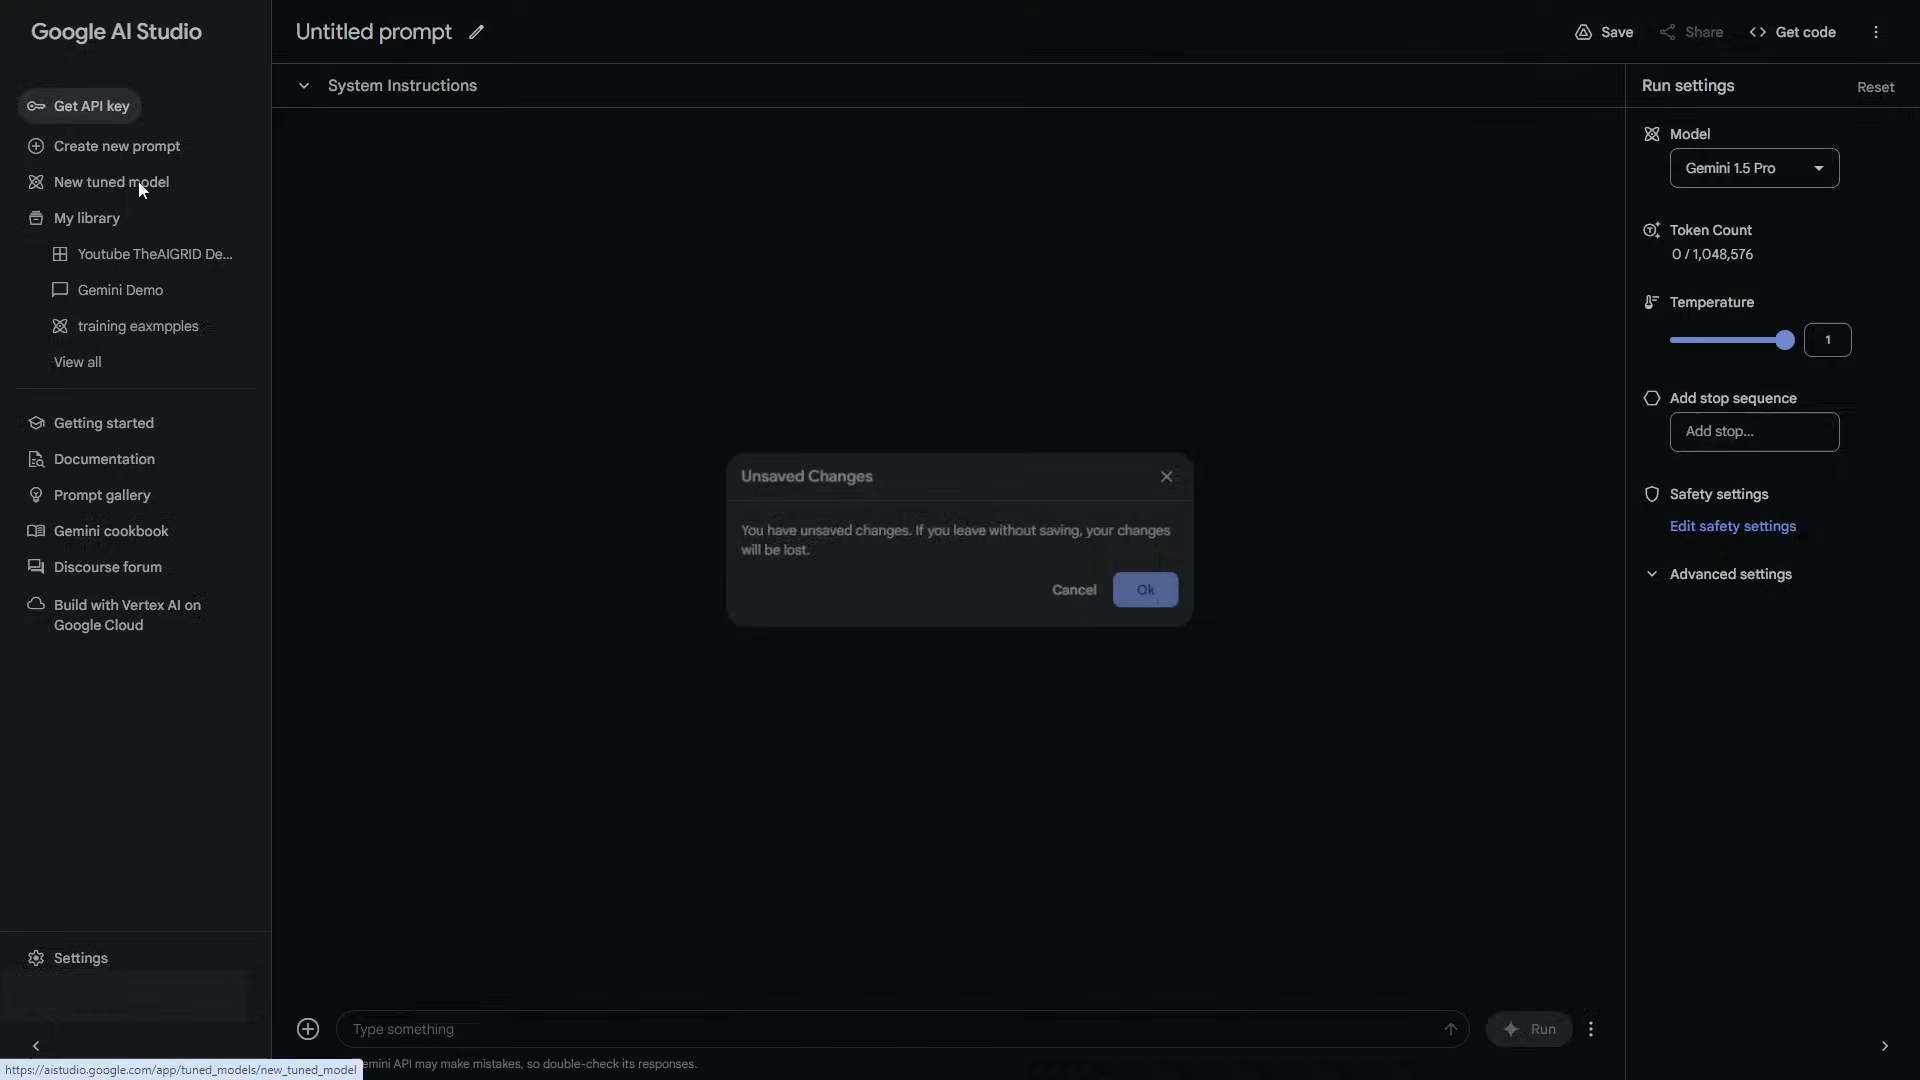 Google AI Studio
Get API key
Create new prompt
New tuned model
My library
Youtube TheAIGRID De...
Gemini Demo
training eaxmpples
View all
Getting started
Documentation
Prompt gallery
Gemini cookbook
Discourse forum
Build with Vertex AI on
Google Cloud
Settings
https://aistudio.google.com/app/tuned_models/new_tuned_model
Untitled prompt
Save
Share
Get code
System Instructions
Unsaved Changes
You have unsaved changes. If you leave without saving, your changes
will be lost.
Cancel
Ok
Type something
Run
emini API may make mistakes, so double-check its responses.
Run settings
Reset
Model
Gemini 1.5 Pro
Token Count
0 / 1,048,576
Temperature
1
Add stop sequence
Add stop...
Safety settings
Edit safety settings
Advanced settings